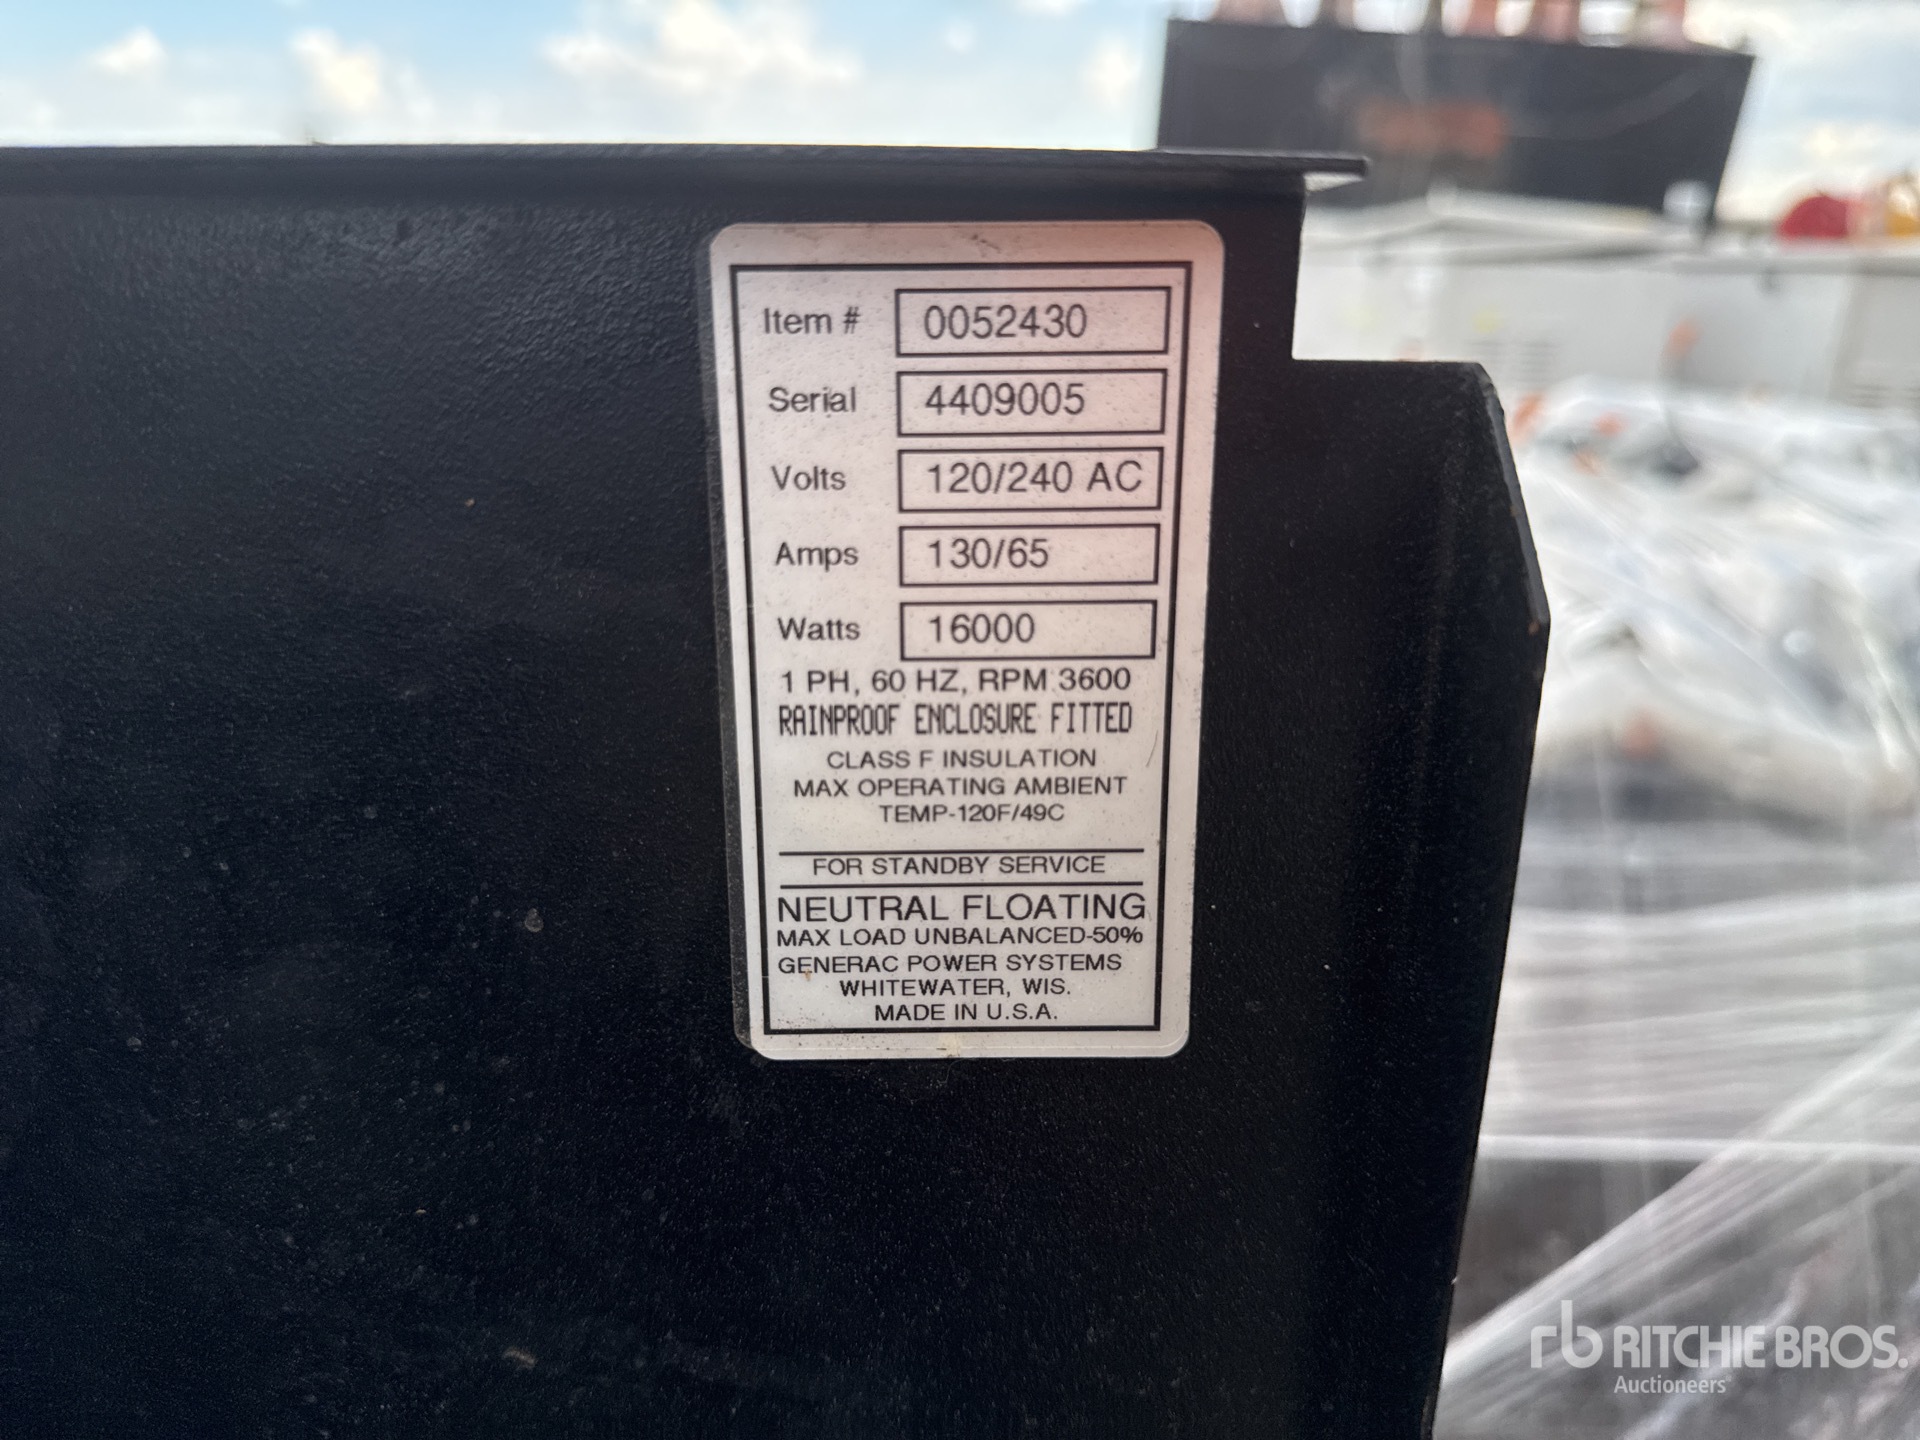 Item # 0052430
Serial 4409005
Volts 120/240 AC
Amps 130/65
Watts 16000
1 PH, 60 HZ, RPM 3600
RAINPROOF ENCLOSURE FITTED
CLASS F INSULATION
MAX OPERATING AMBIENT
TEMP-120F/49C
FOR STANDBY SERVICE
NEUTRAL FLOATING
MAX LOAD UNBALANCED-50%
GENERAC POWER SYSTEMS
WHITEWATER, WIS.
MADE IN U.S.A.
rb RITCHIE BROS.
Auctioneers